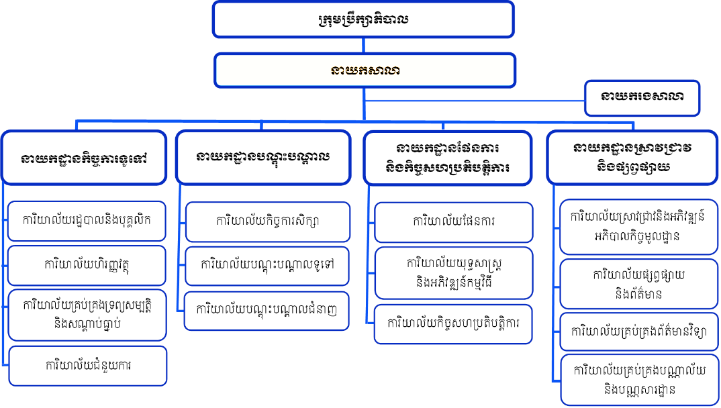 ក្រុមប្រឹក្សាភិបាល
នាយកសាលា
នាយករងសាលា
នាយកដ្ឋានកិច្ចការទូទៅ
ការិយាល័យរដ្ឋបាលនិងបុគ្គលិក
ការិយាល័យហិរញ្ញវត្ថុ
ការិយាល័យគ្រប់គ្រងទ្រព្យសម្បត្តិ
និងសណ្តាប់ធ្នាប់
ការិយាល័យជំនួយការ
នាយកដ្ឋានបណ្តុះបណ្តាល
ការិយាល័យកិច្ចការសិក្សា
ការិយាល័យបណ្តុះបណ្តាលទូទៅ
ការិយាល័យបណ្តុះបណ្តាលជំនាញ
នាយកដ្ឋានផែនការ
និងកិច្ចសហប្រតិបត្តិការ
ការិយាល័យផែនការ
ការិយាល័យយុទ្ធសាស្ត្រ
និងអភិវឌ្ឍន៍កម្មវិធី
ការិយាល័យកិច្ចសហប្រតិបត្តិការ
នាយកដ្ឋានស្រាវជ្រាវ
និងផ្សព្វផ្សាយ
ការិយាល័យស្រាវជ្រាវនិងអភិវឌ្ឍន៍
អភិបាលកិច្ចមូលដ្ឋាន
ការិយាល័យផ្សព្វផ្សាយ
និងព័ត៌មាន
ការិយាល័យគ្រប់គ្រងព័ត៌មានវិទ្យា
ការិយាល័យគ្រប់គ្រងបណ្ណាល័យ
និងបណ្ណសារដ្ឋាន